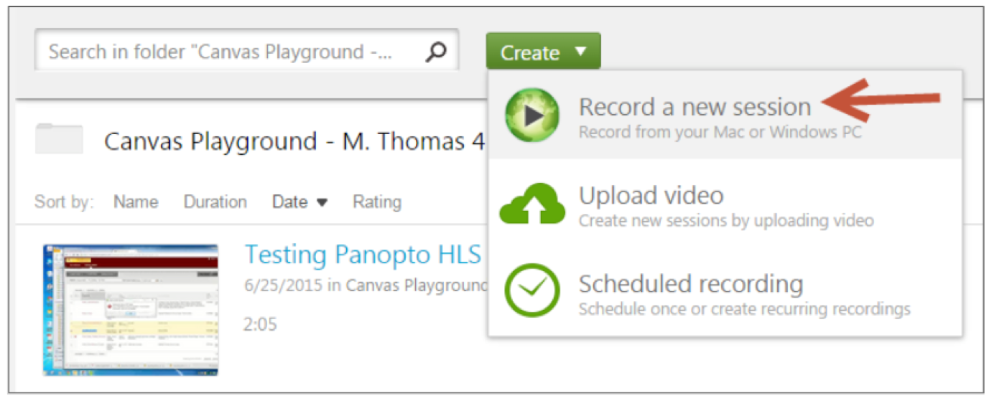 Search in folder "Canvas Playground -...
Create
Record a new session
Record from your Mac or Windows PC
Canvas Playground - M. Thomas 4
Sort by: Name Duration Date Rating
Upload video
Create new sessions by uploading video
Testing Panopto HLS
6/25/2015 in Canvas Playground
2:05
Scheduled recording
Schedule once or create recurring recordings